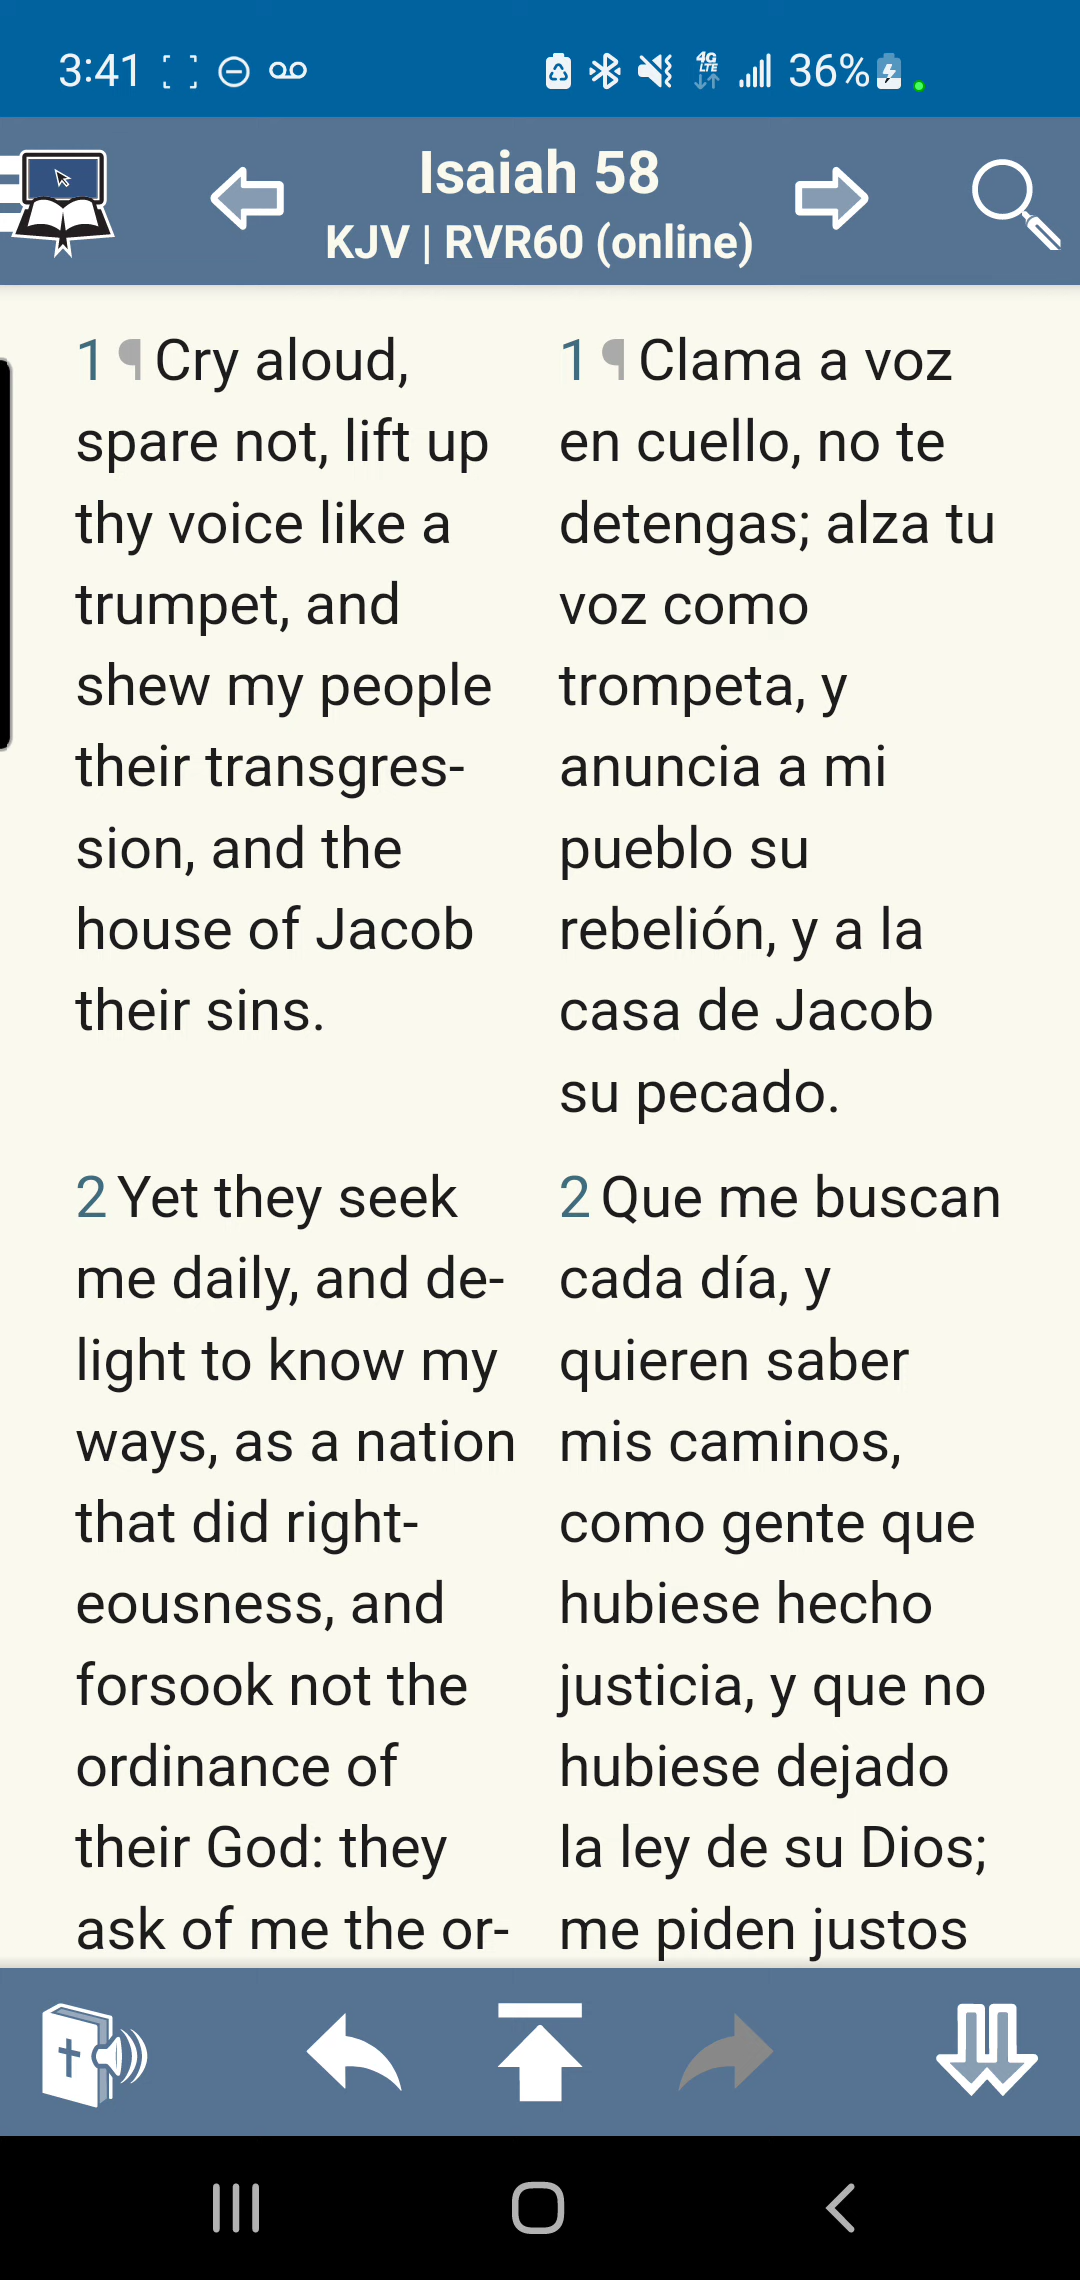 3:41
4G LTE
36%
Isaiah 58
KJV | RVR60 (online)
1 ¶ Cry aloud,
spare not, lift up
thy voice like a
trumpet, and
shew my people
their transgres-
sion, and the
house of Jacob
their sins.
2 Yet they seek
me daily, and de-
light to know my
ways, as a nation
that did right-
eousness, and
forsook not the
ordinance of
their God: they
ask of me the or-
1 ¶ Clama a voz
en cuello, no te
detengas; alza tu
voz como
trompeta, y
anuncia a mi
pueblo su
rebelión, y a la
casa de Jacob
su pecado.
2 Que me buscan
cada día, y
quieren saber
mis caminos,
como gente que
hubiese hecho
justicia, y que no
hubiese dejado
la ley de su Dios;
me piden justos